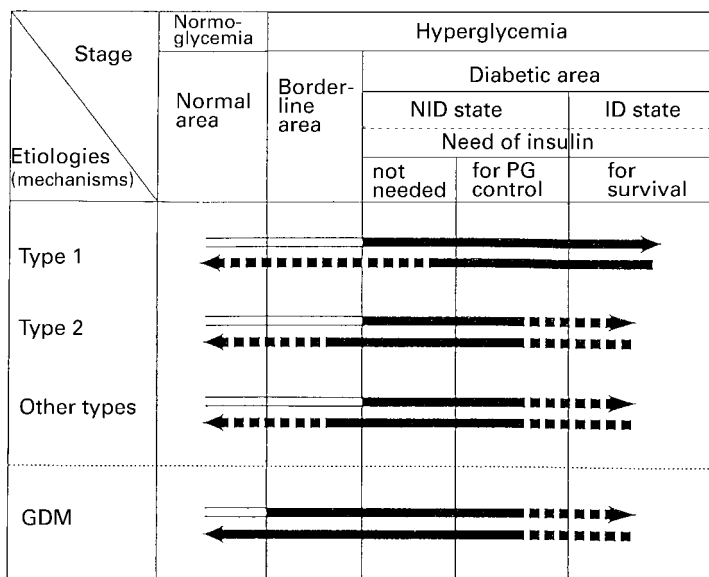 Stage
Etiologies
(mechanisms)
Normo-
glycemia
Hyperglycemia
Normal
area
Border-
line
area
Diabetic area
NID state
ID state
Need of insulin
not
needed
for PG
control
for
survival
Type 1
Type 2
Other types
GDM